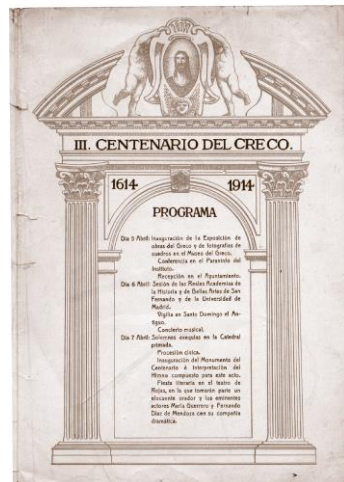 III. CENTENARIO DEL GRECO.
1614 1914
PROGRAMA
Día 5 Abril: Inauguración de la Exposición de
obras del Greco y de fotografías de
cuadros en el Museo del Greco.
Conferencia en el Paraninfo del
Instituto.
Recepción en el Ayuntamiento.
Día 6 Abril: Sesión de las Reales Academias de
la Historia y de Bellas Artes de San
Fernando y de la Universidad de
Madrid.
Vigilia en Santo Domingo el An-
tiguo.
Concierto musical.
Día 7 Abril: Solemnes exequias en la Catedral
primada.
Procesión cívica.
Inauguración del Monumento del
Centenario é interpretación del
Himno compuesto para este acto.
Fiesta literaria en el teatro de
Rojas, en la que tomarán parte un
elocuente orador y los eminentes
actores María Guerrero y Fernando
Díaz de Mendoza con su compañía
dramática.